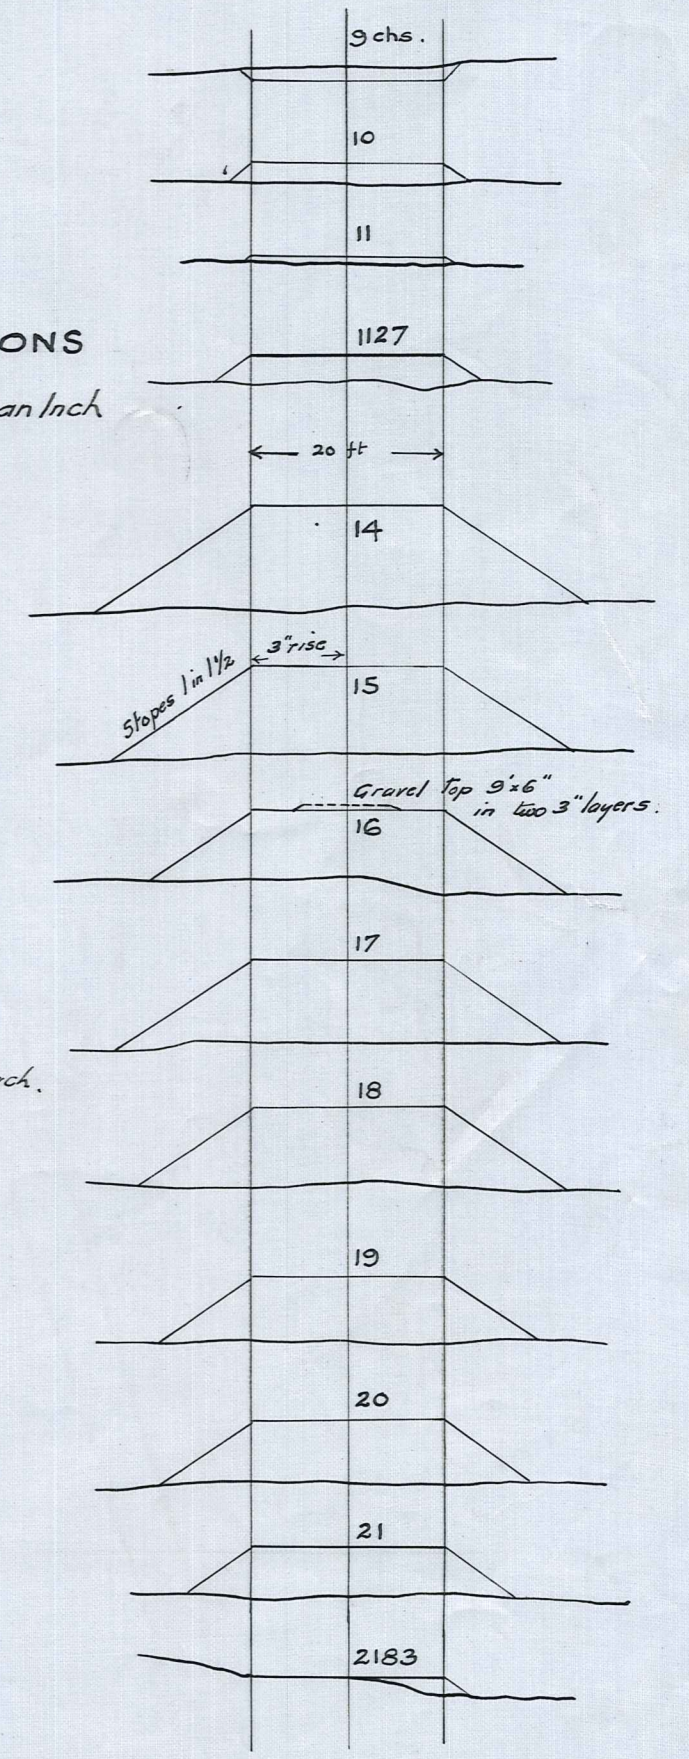 9 chs.
10
11
1127
ONS
an Inch
20 ft
14
3" rise
Slopes 1 in 1½
15
Gravel Top 9'x6"
in two 3" layers.
16
17
ch.
18
19
20
21
2183